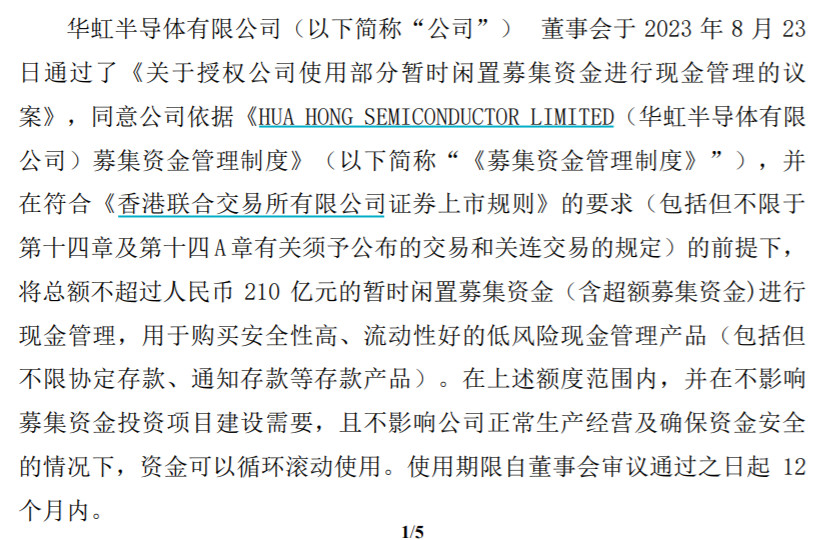 华虹半导体有限公司（以下简称“公司”） 董事会于 2023 年 8 月 23
日通过了《关于授权公司使用部分暂时闲置募集资金进行现金管理的议
案》，同意公司依据《HUA HONG SEMICONDUCTOR LIMITED（华虹半导体有限
公司）募集资金管理制度》（以下简称“《募集资金管理制度》”），并
在符合《香港联合交易所有限公司证券上市规则》的要求（包括但不限于
第十四章及第十四 A 章有关须予公布的交易和关连交易的规定）的前提下，
将总额不超过人民币 210 亿元的暂时闲置募集资金（含超额募集资金)进行
现金管理，用于购买安全性高、流动性好的低风险现金管理产品（包括但
不限协定存款、通知存款等存款产品）。在上述额度范围内，并在不影响
募集资金投资项目建设需要，且不影响公司正常生产经营及确保资金安全
的情况下，资金可以循环滚动使用。使用期限自董事会审议通过之日起 12
个月内。
1/5